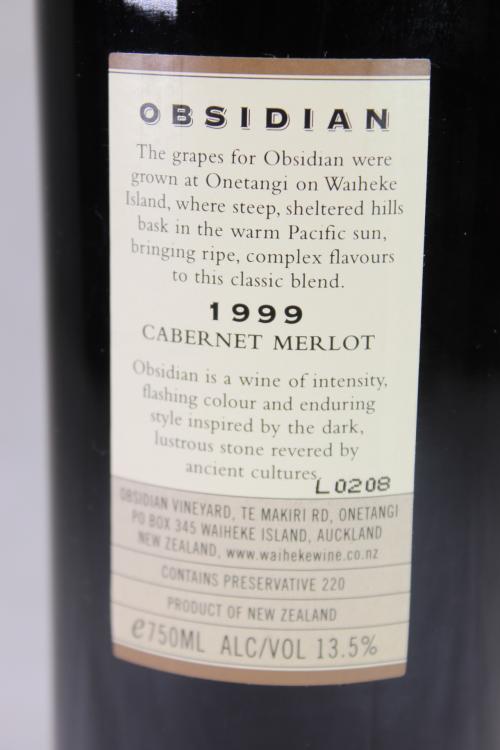 OBSIDIAN
The grapes for Obsidian were
grown at Onetangi on Waiheke
Island, where steep, sheltered hills
bask in the warm Pacific sun,
bringing ripe, complex flavours
to this classic blend.
1999
CABERNET MERLOT
Obsidian is a wine of intensity,
flashing colour and enduring
style inspired by the dark,
lustrous stone revered by
ancient cultures.
L0208
OBSIDIAN VINEYARD, TE MAKIRI RD, ONETANGI
PO BOX 345 WAIHEKE ISLAND, AUCKLAND
NEW ZEALAND, www.waihekewine.co.nz
CONTAINS PRESERVATIVE 220
PRODUCT OF NEW ZEALAND
e750ML ALC/VOL 13.5%